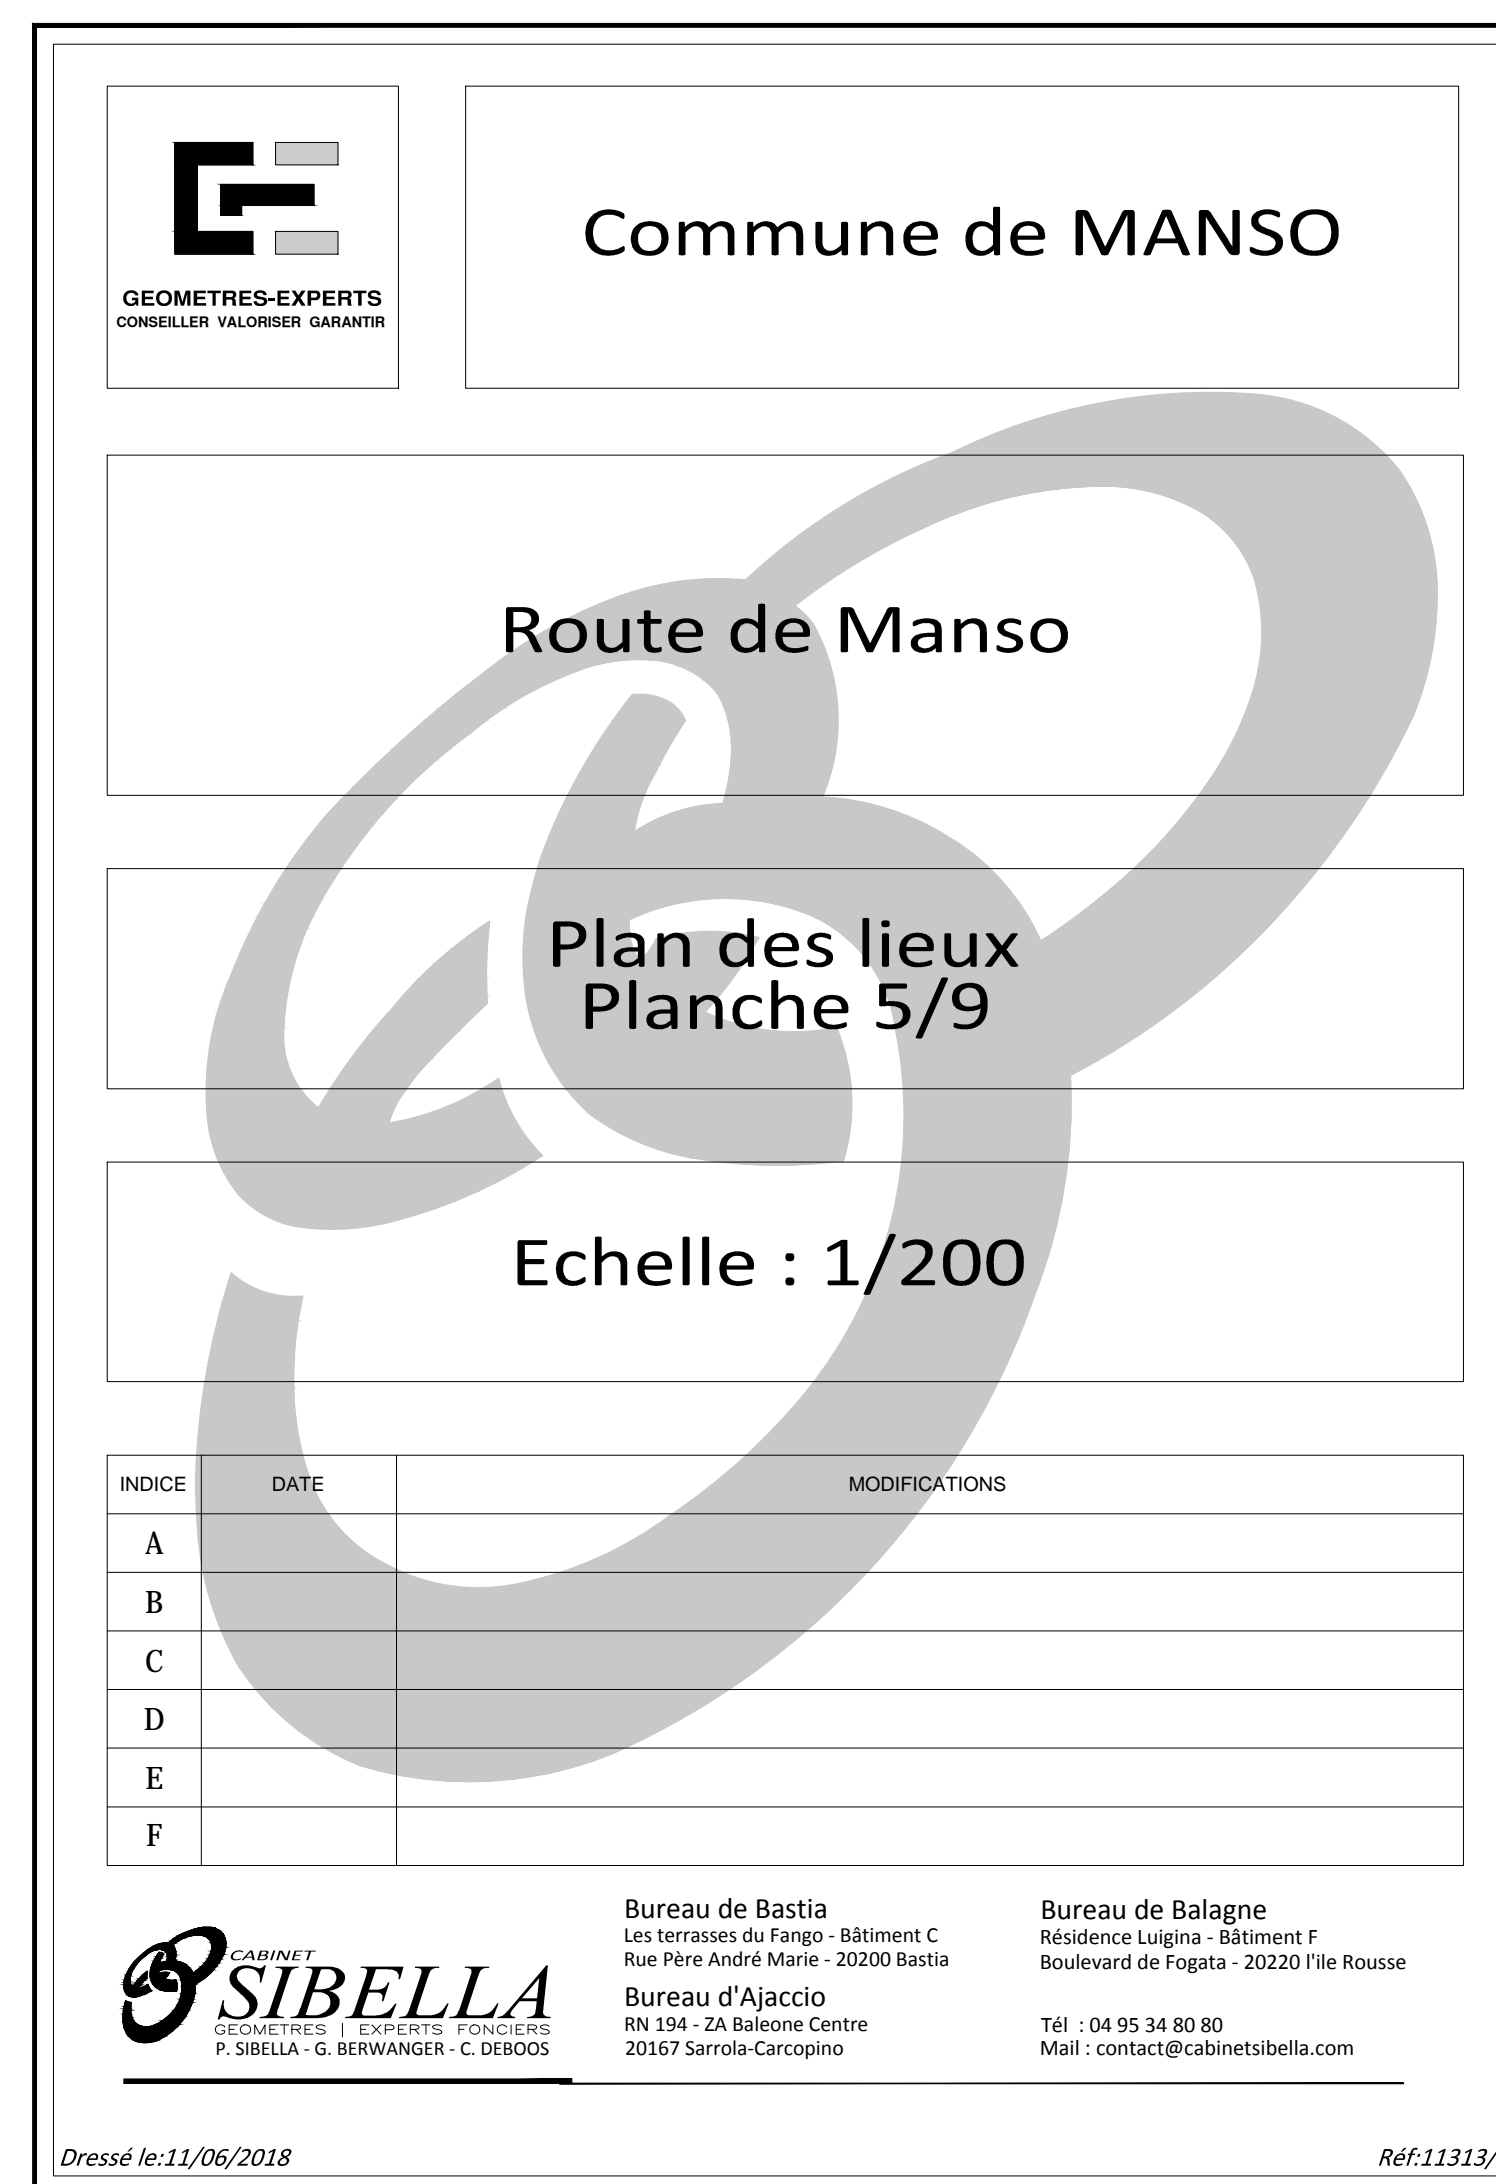 GEOMETRES-EXPERTS
CONSEILLER VALORISER GARANTIR
Commune de MANSO
Route de Manso
Plan des lieux
Planche 5/9
Echelle : 1/200
INDICE DATE MODIFICATIONS
A
B
C
D
E
F
CABINET
SIBELLA
GEOMETRES | EXPERTS FONCIERS
P. SIBELLA - G. BERWANGER - C. DEBOOS
Bureau de Bastia
Les terrasses du Fango - Bâtiment C
Rue Père André Marie - 20200 Bastia
Bureau d'Ajaccio
RN 194 - ZA Baleone Centre
20167 Sarrola-Carcopino
Bureau de Balagne
Résidence Luigina - Bâtiment F
Boulevard de Fogata - 20220 l'ile Rousse
Tél : 04 95 34 80 80
Mail : contact@cabinetsibella.com
Dressé le:11/06/2018
Réf:11313/